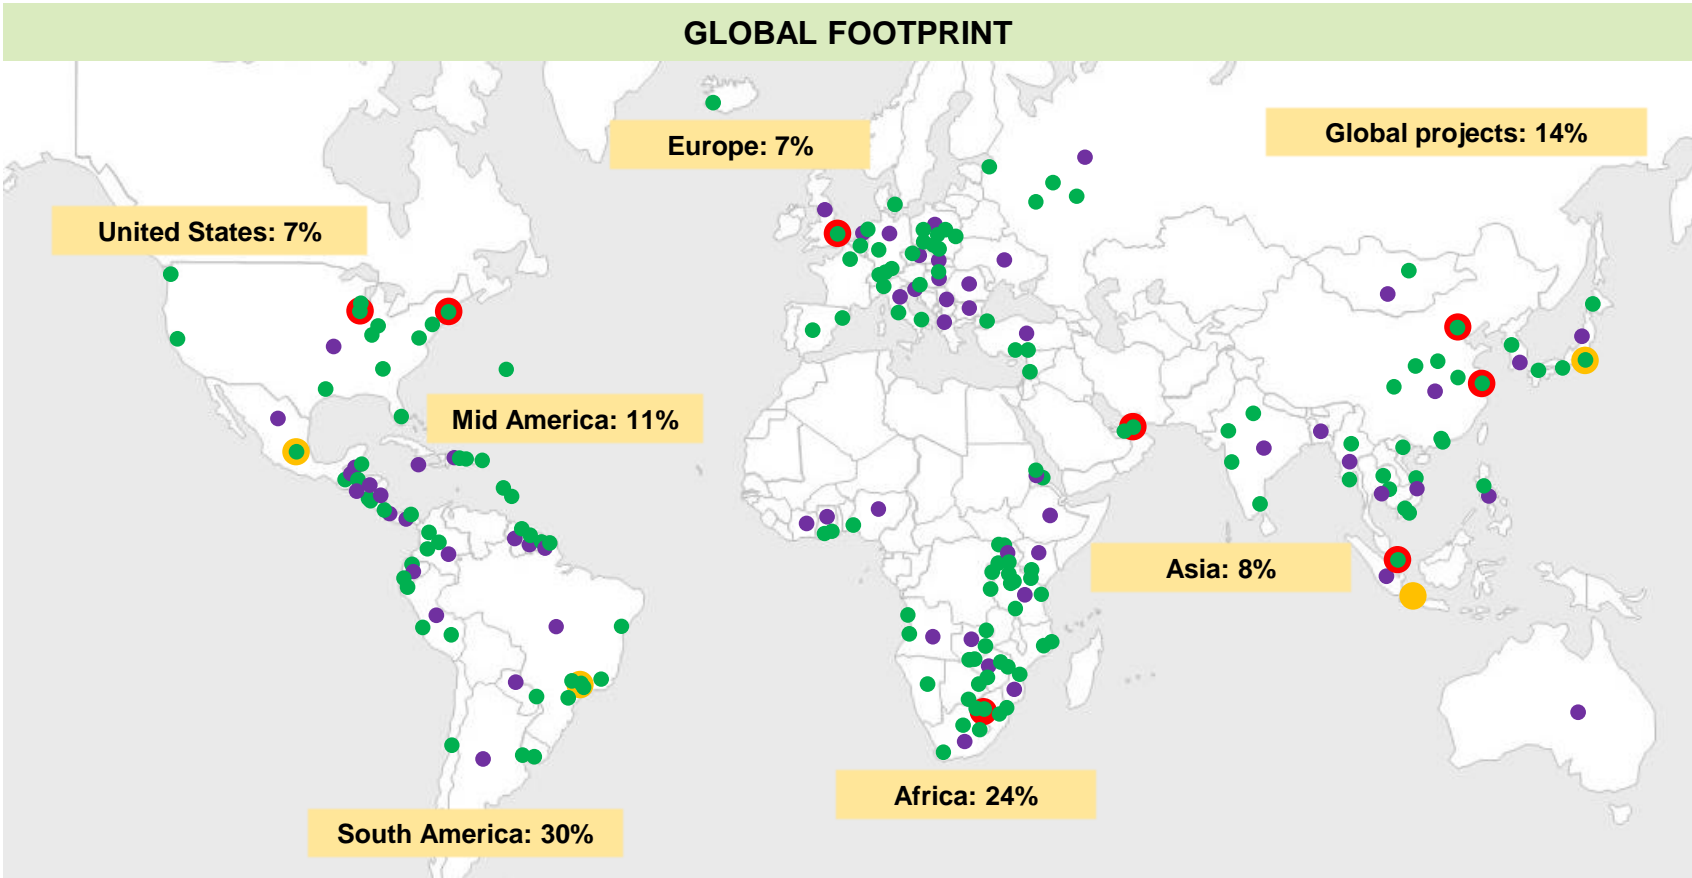 GLOBAL FOOTPRINT
Europe: 7%
Global projects: 14%
United States: 7%
Mid America: 11%
Asia: 8%
Africa: 24%
South America: 30%